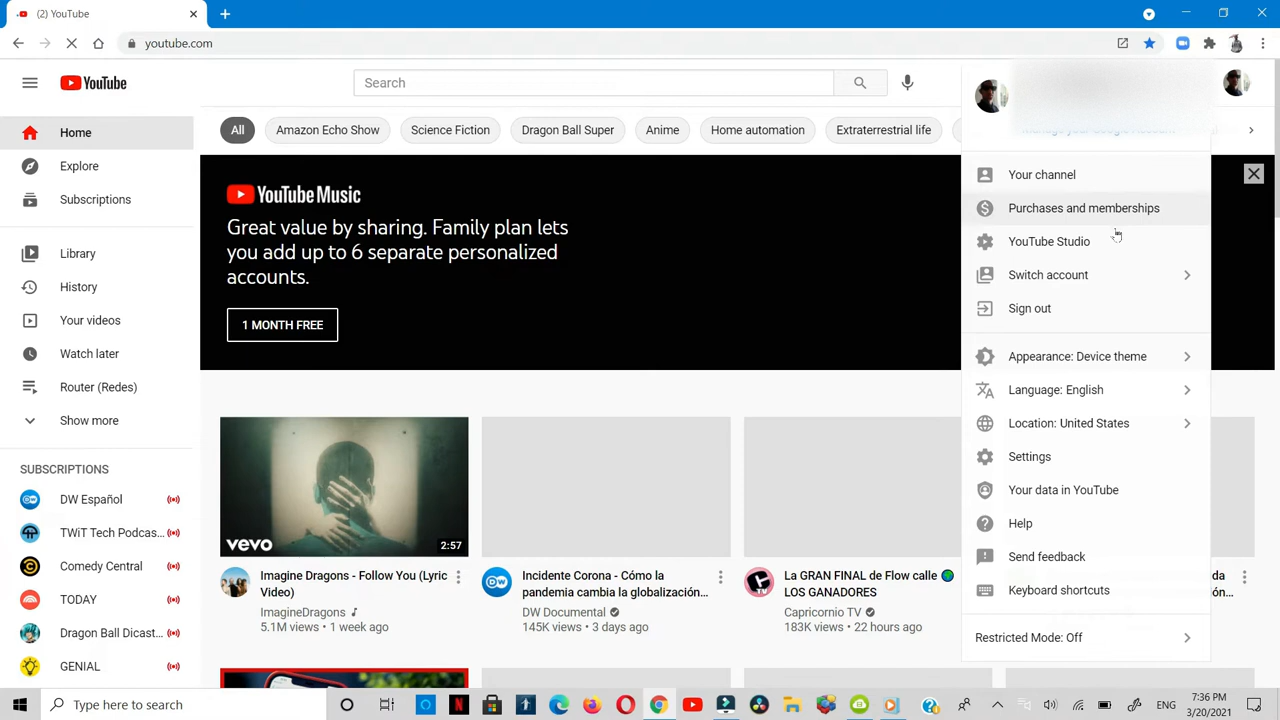 (2) YouTube
youtube.com
YouTube
Search
Home
Explore
Subscriptions
Library
History
Your videos
Watch later
Router (Redes)
Show more
SUBSCRIPTIONS
DW Español
TWiT Tech Podcas...
Comedy Central
TODAY
Dragon Ball Dicast...
GENIAL
All
Amazon Echo Show
Science Fiction
Dragon Ball Super
Anime
Home automation
Extraterrestrial life
YouTube Music
Great value by sharing. Family plan lets
you add up to 6 separate personalized
accounts.
1 MONTH FREE
vevo
2:57
Imagine Dragons - Follow You (Lyric
Video)
ImagineDragons
5.1M views • 1 week ago
DW
Incidente Corona - Cómo la
pandemia cambia la globalización...
DW Documental
145K views • 3 days ago
La GRAN FINAL de Flow calle
LOS GANADORES
Capricornio TV
183K views • 22 hours ago
Manage your Google Account
Your channel
Purchases and memberships
YouTube Studio
Switch account
Sign out
Appearance: Device theme
Language: English
Location: United States
Settings
Your data in YouTube
Help
Send feedback
Keyboard shortcuts
Restricted Mode: Off
Type here to search
7:36 PM
3/20/2021